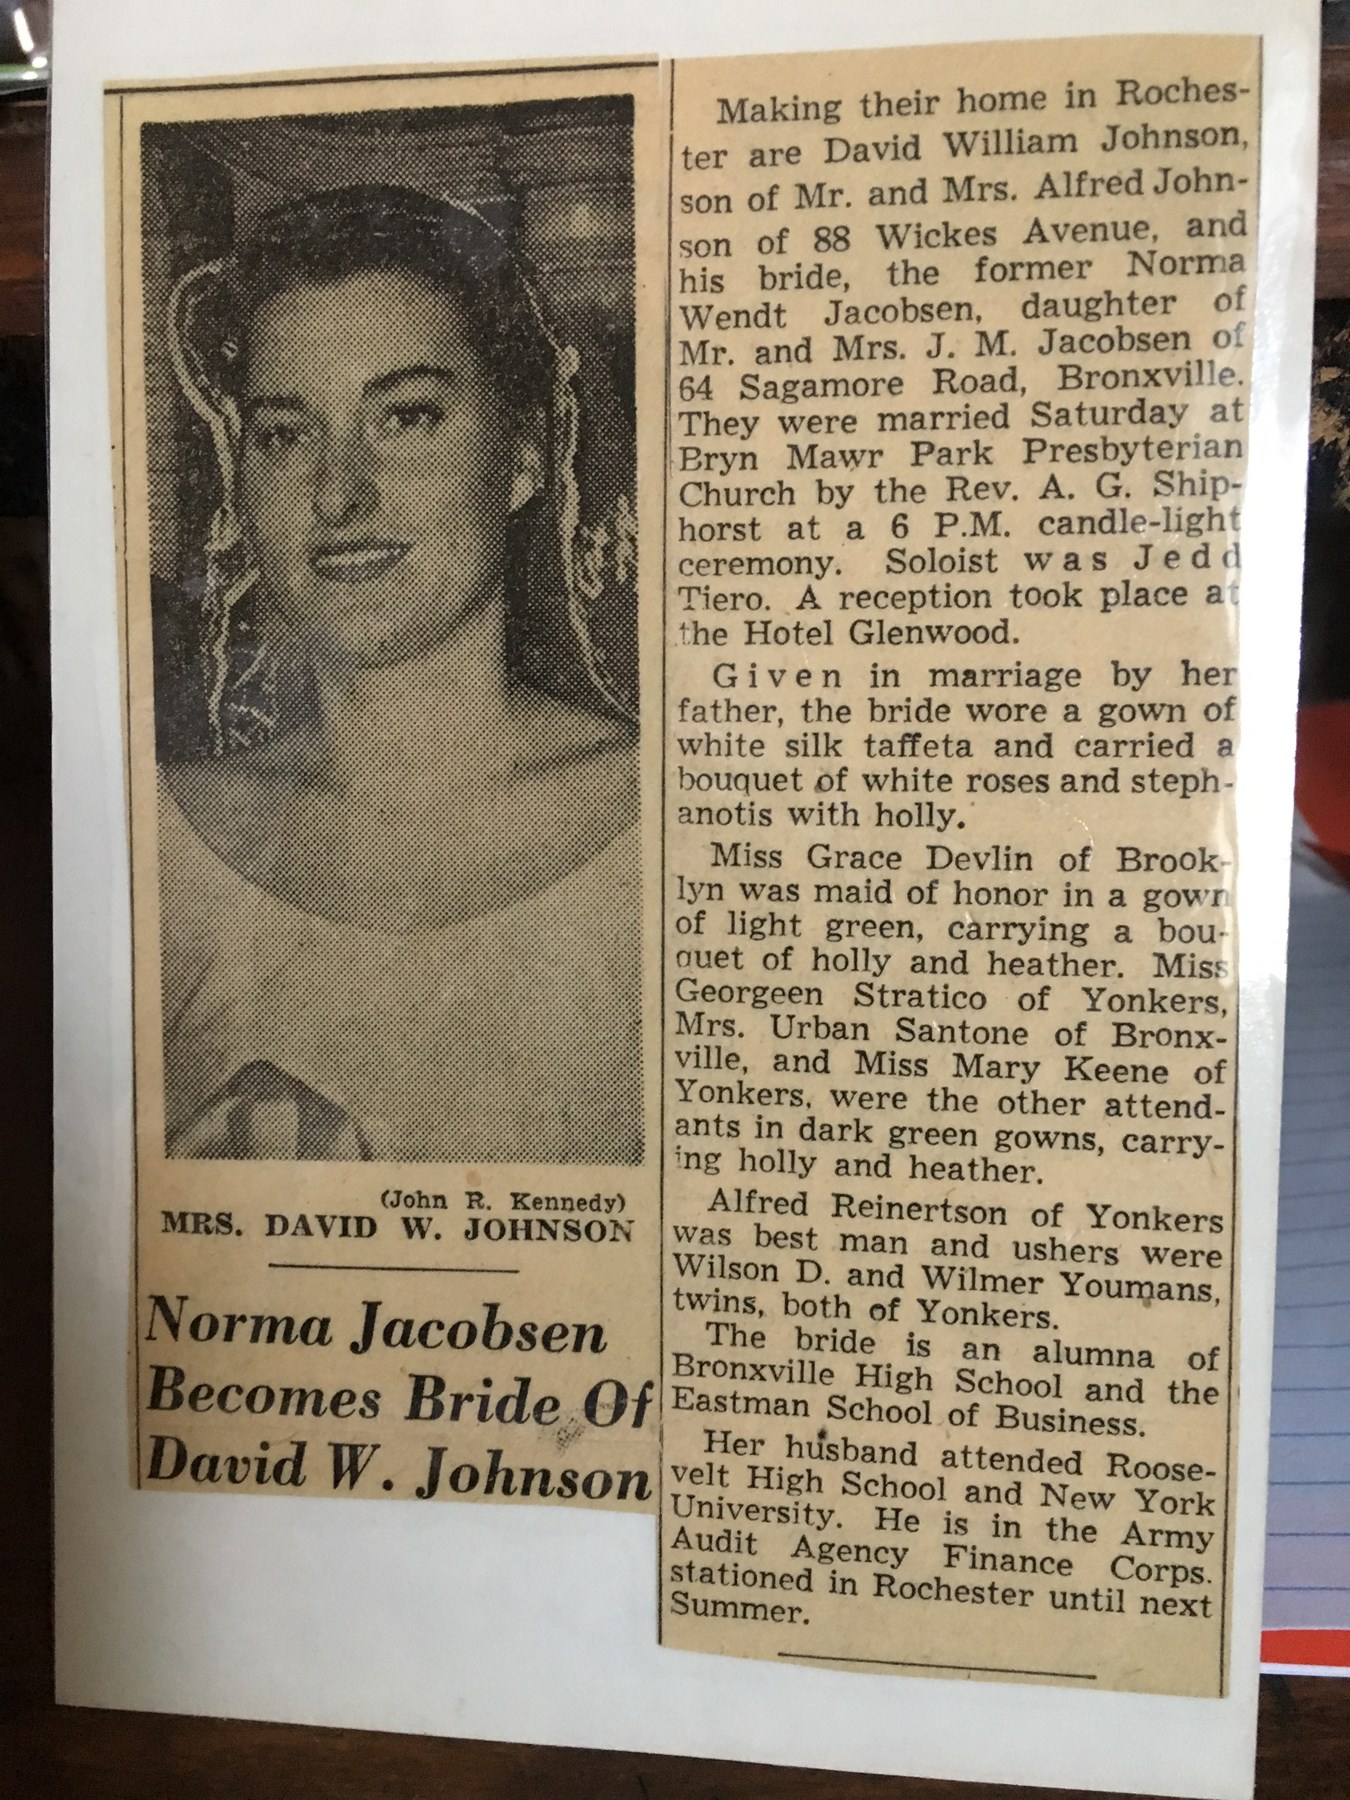 (John R. Kennedy)
MRS. DAVID W. JOHNSON
Norma Jacobsen
Becomes Bride Of
David W. Johnson
Making their home in Roches-
ter are David William Johnson,
son of Mr. and Mrs. Alfred John-
son of 88 Wickes Avenue, and
his bride, the former Norma
Wendt Jacobsen, daughter of
Mr. and Mrs. J. M. Jacobsen of
64 Sagamore Road, Bronxville.
They were married Saturday at
Bryn Mawr Park Presbyterian
Church by the Rev. A. G. Ship-
horst at a 6 P.M. candle-light
ceremony. Soloist was Jedd
Tiero. A reception took place at
the Hotel Glenwood.
Given in marriage by her
father, the bride wore a gown of
white silk taffeta and carried a
bouquet of white roses and steph-
anotis with holly.
Miss Grace Devlin of Brook-
lyn was maid of honor in a gown
of light green, carrying a bou-
quet of holly and heather. Miss
Georgeen Stratico of Yonkers,
Mrs. Urban Santone of Bronx-
ville, and Miss Mary Keene of
Yonkers, were the other attend-
ants in dark green gowns, carry-
ing holly and heather.
Alfred Reinertson of Yonkers
was best man and ushers were
Wilson D. and Wilmer Youmans,
twins, both of Yonkers.
The bride is an alumna of
Bronxville High School and the
Eastman School of Business.
Her husband attended Roose-
velt High School and New York
University. He is in the Army
Audit Agency Finance Corps.
stationed in Rochester until next
Summer.